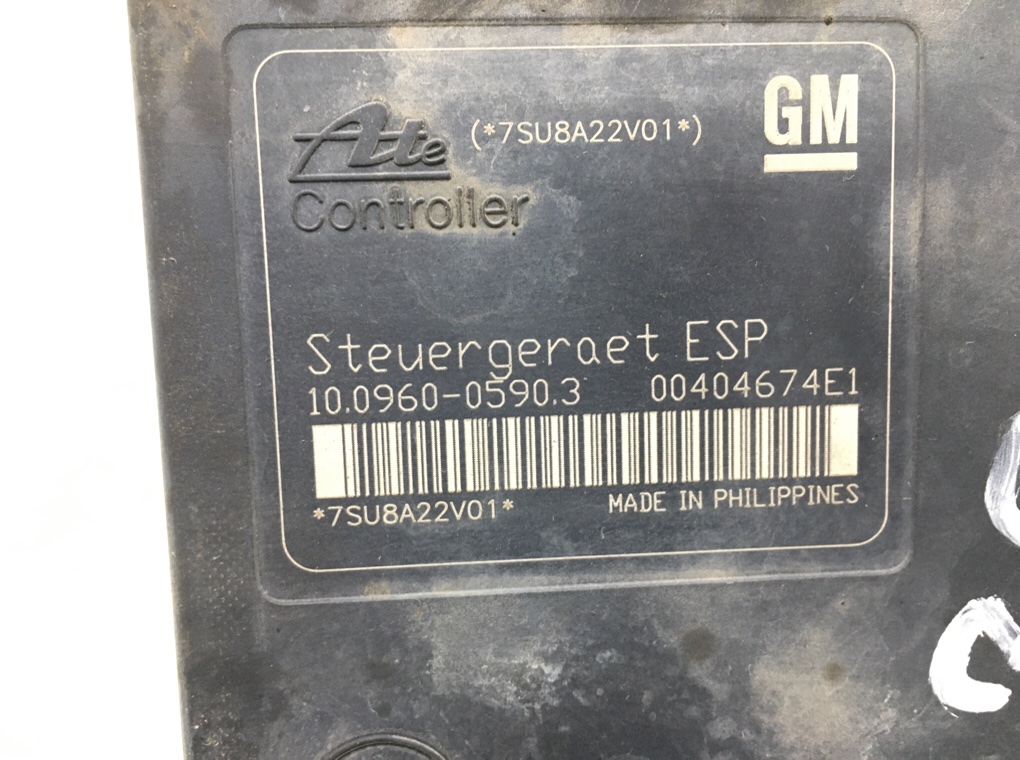 Ate (*7SU8A22V01*) GM
Controller
Steuergeraet ESP
10.0960-0590.3 00404674E1
*7SU8A22V01* MADE IN PHILIPPINES